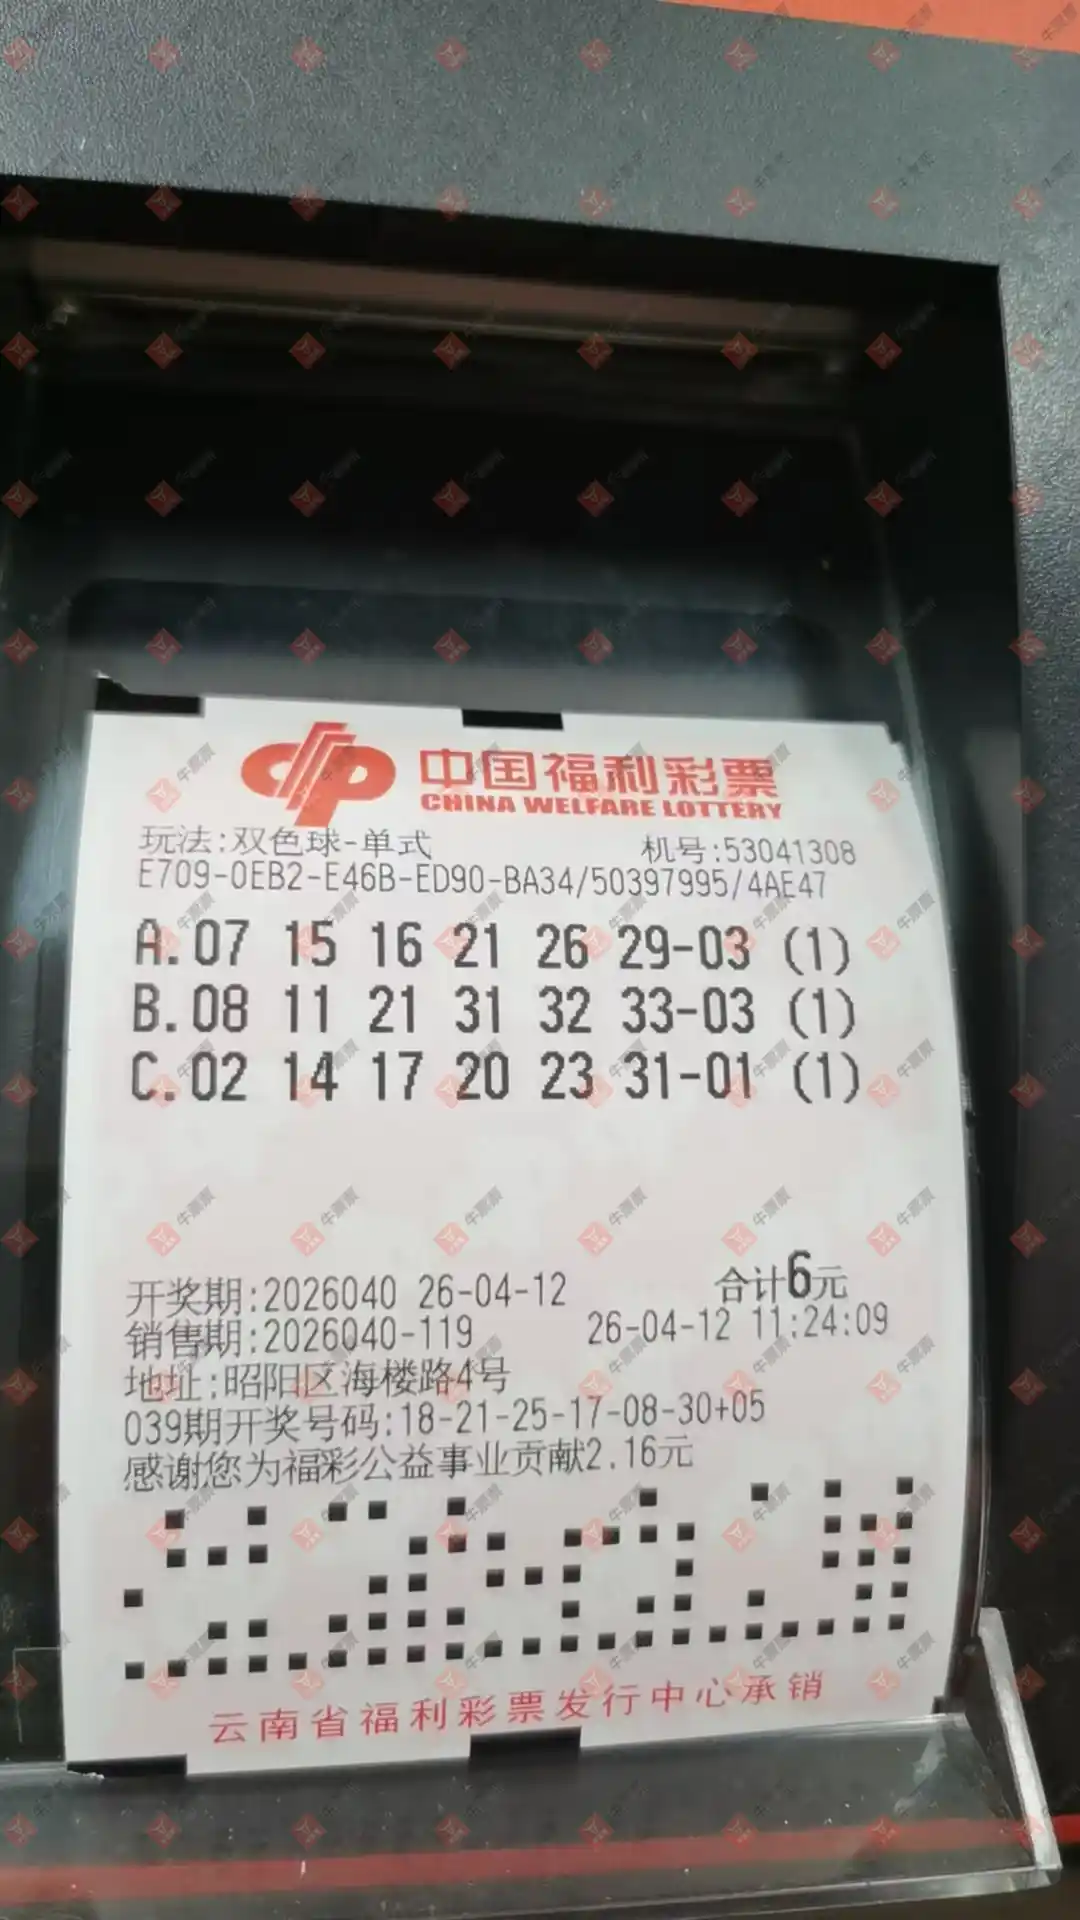 中国福利彩票
CHINA WELFARE LOTTERY
玩法:双色球-单式 机号:53041308
E709-0EB2-E46B-ED90-BA34/50397995/4AE47
A.07 15 16 21 26 29-03 (1)
B.08 11 21 31 32 33-03 (1)
C.02 14 17 20 23 31-01 (1)
开奖期:2026040 26-04-12 合计6元
销售期:2026040-119 26-04-12 11:24:09
地址:昭阳区海楼路4号
039期开奖号码:18-21-25-17-08-30+05
感谢您为福彩公益事业贡献2.16元
云南省福利彩票发行中心承销
牛票票